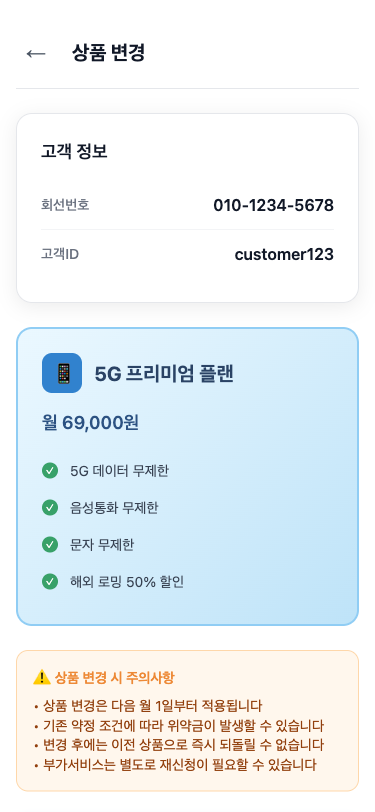 ← 상품 변경
고객 정보
회선번호 010-1234-5678
고객ID customer123
5G 프리미엄 플랜
월 69,000원
5G 데이터 무제한
음성통화 무제한
문자 무제한
해외 로밍 50% 할인
⚠️ 상품 변경 시 주의사항
• 상품 변경은 다음 월 1일부터 적용됩니다
• 기존 약정 조건에 따라 위약금이 발생할 수 있습니다
• 변경 후에는 이전 상품으로 즉시 되돌릴 수 없습니다
• 부가서비스는 별도로 재신청이 필요할 수 있습니다